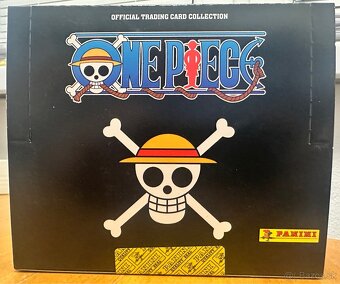 OFFICIAL TRADING CARD COLLECTION
ONE PIECE
PANINI